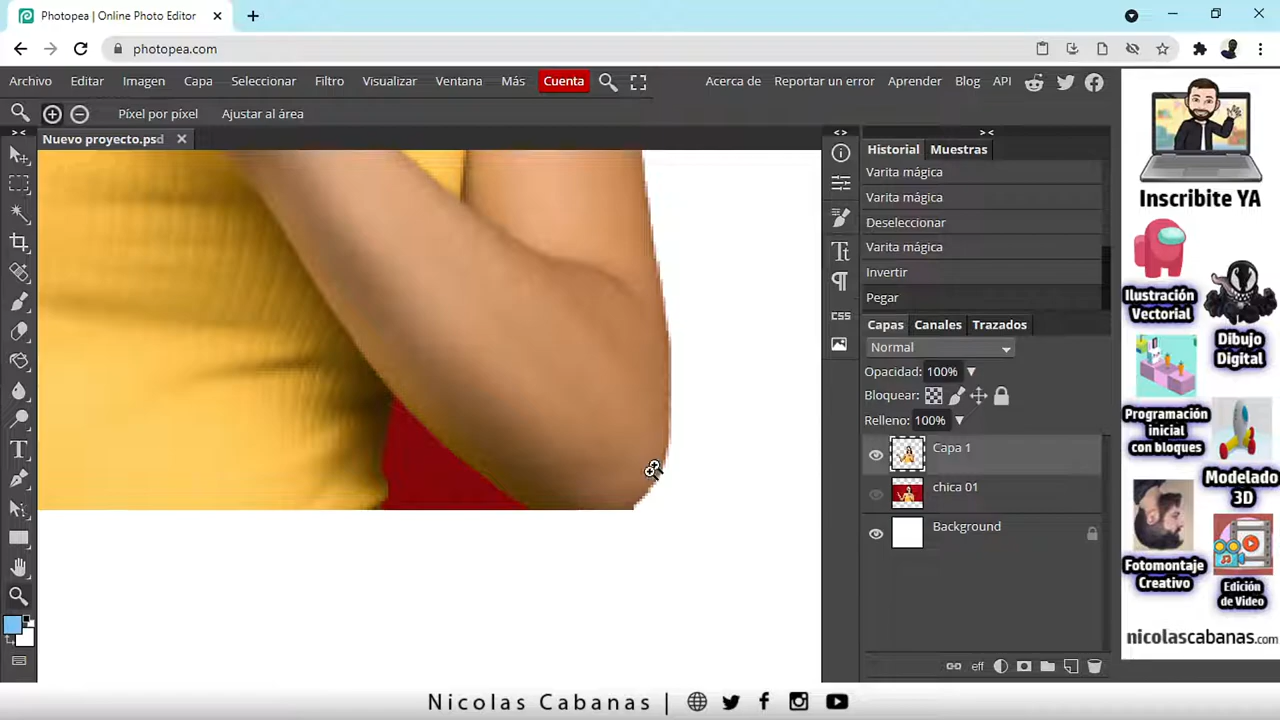 Photopea | Online Photo Editor
photopea.com
Archivo Editar Imagen Capa Seleccionar Filtro Visualizar Ventana Más Cuenta Acerca de Reportar un error Aprender Blog API
Píxel por píxel Ajustar al área
Nuevo proyecto.psd
Historial Muestras
Varita mágica
Varita mágica
Deseleccionar
Varita mágica
Invertir
Pegar
CSS
Capas Canales Trazados
Normal
Opacidad: 100%
Bloquear:
Relleno: 100%
Capa 1
chica 01
Background
eff
Inscribite YA
Ilustración
Vectorial
Dibujo
Digital
Programación
inicial
con bloques
Modelado
3D
Fotomontaje
Creativo
Edición
de Video
nicolascabanas.com
Nicolas Cabanas |